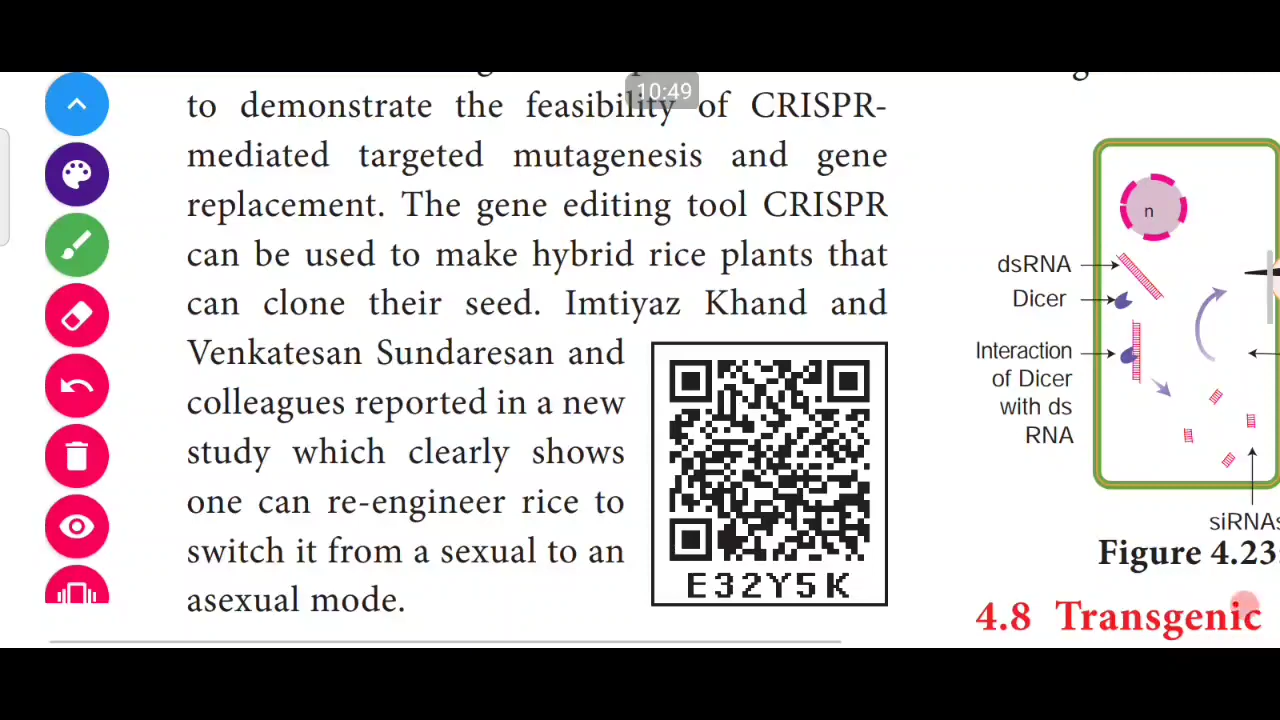 10:49
to demonstrate the feasibility of CRISPR-
mediated targeted mutagenesis and gene
replacement. The gene editing tool CRISPR
can be used to make hybrid rice plants that
can clone their seed. Imtiyaz Khand and
Venkatesan Sundaresan and
colleagues reported in a new
study which clearly shows
one can re-engineer rice to
switch it from a sexual to an
asexual mode.
E32Y5K
n
dsRNA
Dicer
Interaction
of Dicer
with ds
RNA
siRNAs
Figure 4.23:
4.8 Transgenic